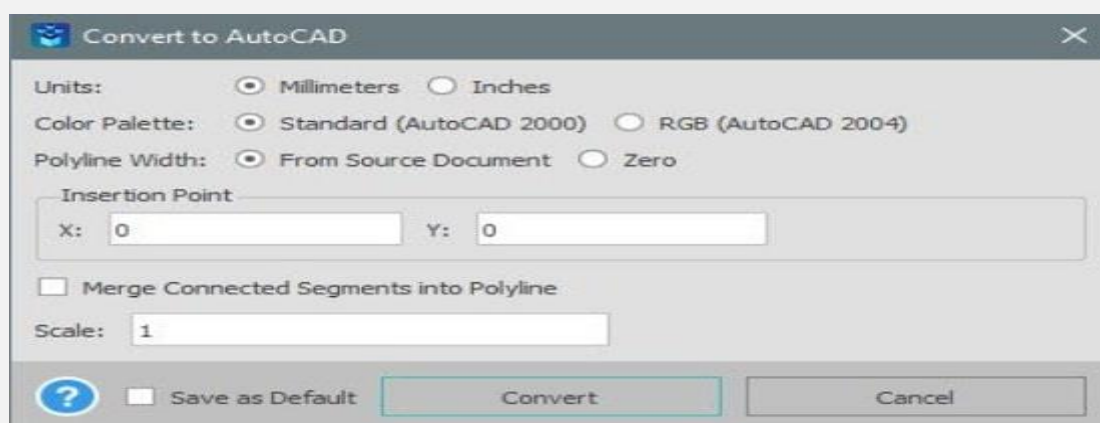 Convert to AutoCAD
Units: Millimeters Inches
Color Palette: Standard (AutoCAD 2000) RGB (AutoCAD 2004)
Polyline Width: From Source Document Zero
Insertion Point
X: 0 Y: 0
Merge Connected Segments into Polyline
Scale: 1
? Save as Default Convert Cancel